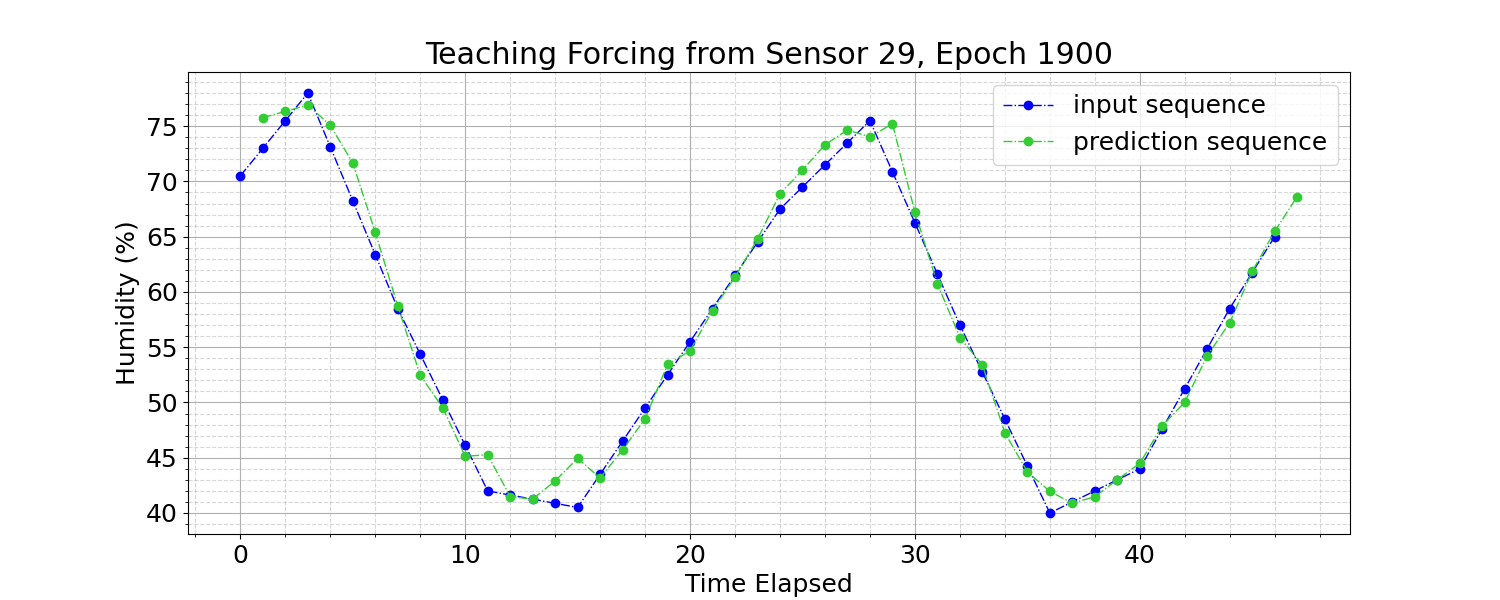 Teaching Forcing from Sensor 29, Epoch 1900
input sequence
prediction sequence
Humidity (%)
75
70
65
60
55
50
45
40
0 10 20 30 40
Time Elapsed